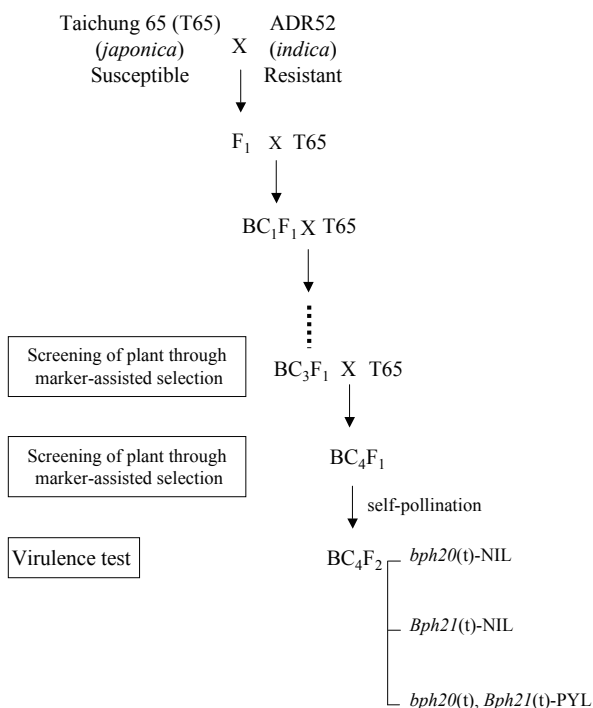 Taichung 65 (T65) X ADR52
(japonica) (indica)
Susceptible Resistant
F1 X T65
BC1F1 X T65
Screening of plant through
marker-assisted selection
BC3F1 X T65
Screening of plant through
marker-assisted selection
BC4F1
self-pollination
Virulence test
BC4F2
bph20(t)-NIL
Bph21(t)-NIL
bph20(t), Bph21(t)-PYL